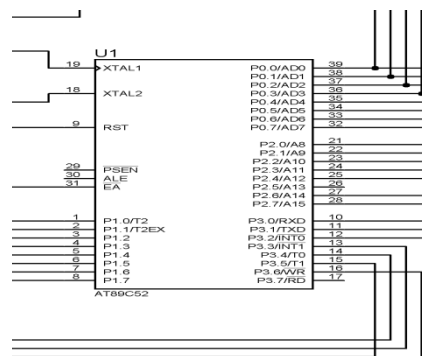 U1
19 XTAL1 P0.0/AD0 39
P0.1/AD1 38
P0.2/AD2 37
18 XTAL2 P0.3/AD3 36
P0.4/AD4 35
P0.5/AD5 34
P0.6/AD6 33
9 RST P0.7/AD7 32
P2.0/A8 21
P2.1/A9 22
P2.2/A10 23
29 PSEN P2.3/A11 24
30 ALE P2.4/A12 25
31 EA P2.5/A13 26
P2.6/A14 27
P2.7/A15 28
1 P1.0/T2 P3.0/RXD 10
2 P1.1/T2EX P3.1/TXD 11
3 P1.2 P3.2/INT0 12
4 P1.3 P3.3/INT1 13
5 P1.4 P3.4/T0 14
6 P1.5 P3.5/T1 15
7 P1.6 P3.6/WR 16
8 P1.7 P3.7/RD 17
AT89C52